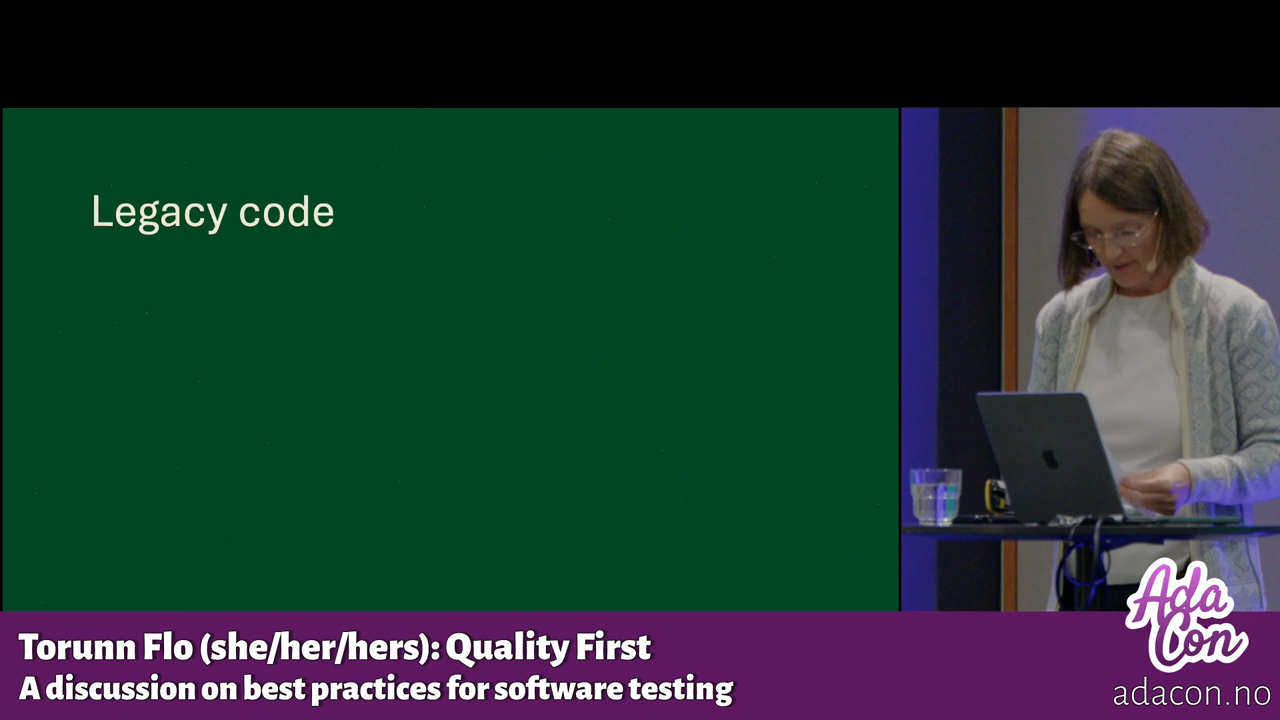 Legacy code
Torunn Flo (she/her/hers): Quality First
A discussion on best practices for software testing
Ada
Con
adacon.no